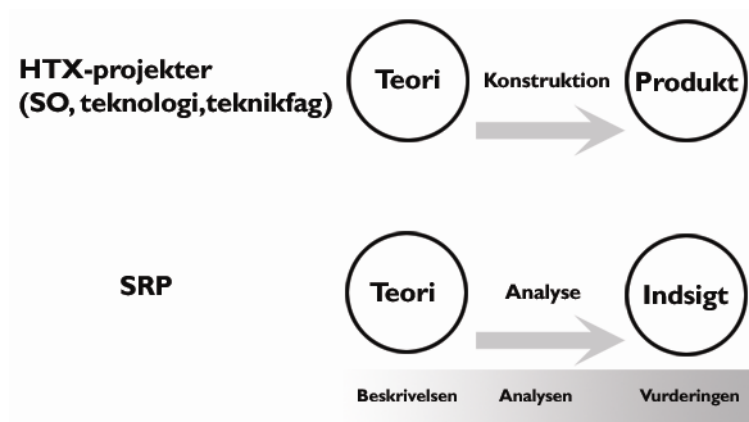 HTX-projekter
(SO, teknologi,teknikfag)
Teori
Konstruktion
Produkt
SRP
Teori
Analyse
Indsigt
Beskrivelsen
Analysen
Vurderingen